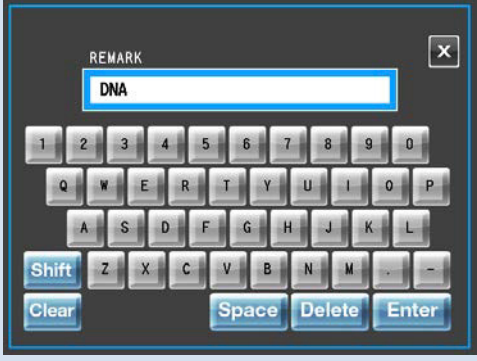 REMARK
X
DNA
1 2 3 4 5 6 7 8 9 0
Q W E R T Y U I O P
A S D F G H J K L
Shift Z X C V B N M . -
Clear Space Delete Enter